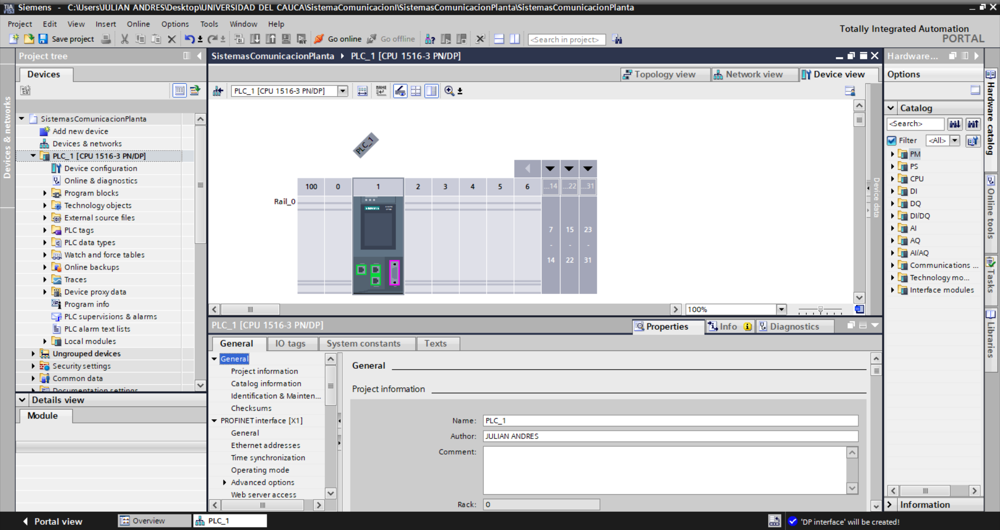 Siemens - C:\Users\JULIAN ANDRES\Desktop\UNIVERSIDAD DEL CAUCA\SistemaComunicacionI\SistemasComunicacionPlanta\SistemasComunicacionPlanta
Project Edit View Insert Online Options Tools Window Help
Totally Integrated Automation
PORTAL
Save project
Go online
Go offline
<Search in project>
Project tree
SistemasComunicacionPlanta PLC_1 [CPU 1516-3 PN/DP]
Hardware...
Devices
Topology view
Network view
Device view
Options
PLC_1 [CPU 1516-3 PN/DP]
NAME
Devices & networks
SistemasComunicacionPlanta
Add new device
Devices & networks
PLC_1 [CPU 1516-3 PN/DP]
Device configuration
Online & diagnostics
Program blocks
Technology objects
External source files
PLC tags
PLC data types
Watch and force tables
Online backups
Traces
Device proxy data
Program info
PLC supervisions & alarms
PLC alarm text lists
Local modules
Ungrouped devices
Security settings
Common data
Documentation settings
Details view
Module
PLC_1
100 0 1 2 3 4 5 6 ...14 ...22 ...31
Rail_0
SIEMENS
7 15 23
- - -
14 22 31
Device data
100%
PLC_1 [CPU 1516-3 PN/DP]
Properties
Info
Diagnostics
General
IO tags
System constants
Texts
General
Project information
Catalog information
Identification & Mainten...
Checksums
PROFINET interface [X1]
General
Ethernet addresses
Time synchronization
Operating mode
Advanced options
Web server access
General
Project information
Name: PLC_1
Author: JULIAN ANDRES
Comment:
Rack: 0
Catalog
<Search>
Filter <All>
PM
PS
CPU
DI
DQ
DI/DQ
AI
AQ
AI/AQ
Communications ...
Technology mo...
Interface modules
Information
Hardware catalog
Online tools
Tasks
Libraries
Portal view
Overview
PLC_1
'DP interface' will be created!